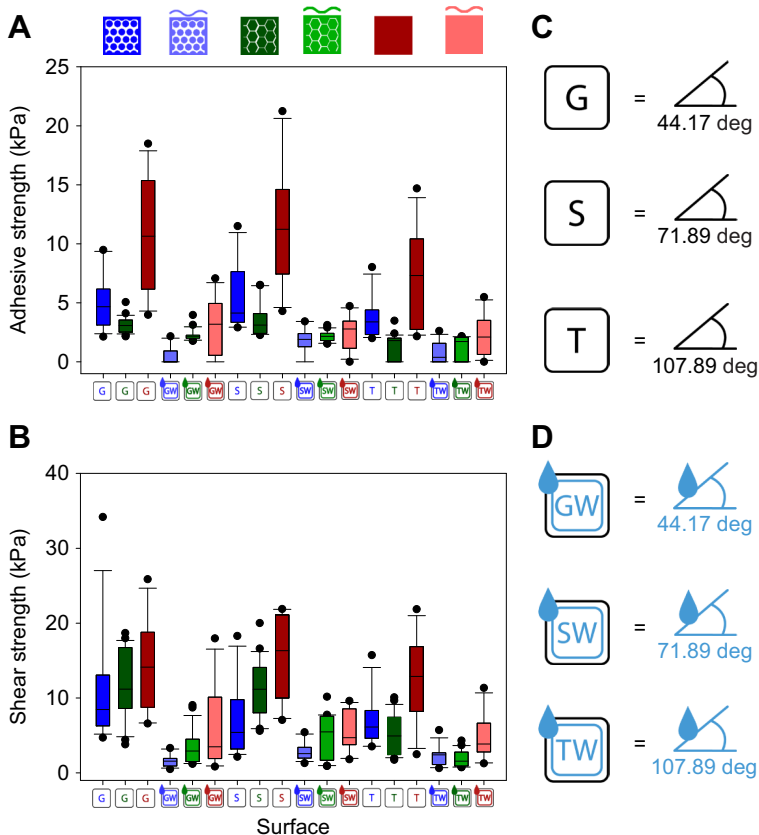 A
25
20
15
10
5
0
Adhesive strength (kPa)
G G G GW GW GW S S S SW SW SW T T T TW TW TW
B
40
30
20
10
0
Shear strength (kPa)
G G G GW GW GW S S S SW SW SW T T T TW TW TW
Surface
C
G = 44.17 deg
S = 71.89 deg
T = 107.89 deg
D
GW = 44.17 deg
SW = 71.89 deg
TW = 107.89 deg